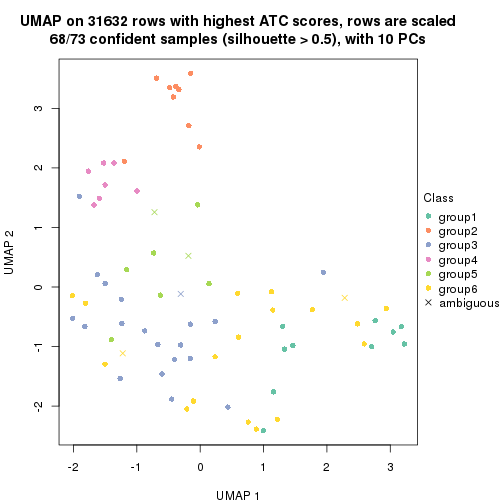 UMAP on 31632 rows with highest ATC scores, rows are scaled
68/73 confident samples (silhouette > 0.5), with 10 PCs
3
2
1
0
-1
-2
UMAP 2
-2 -1 0 1 2 3
UMAP 1
Class
group1
group2
group3
group4
group5
group6
ambiguous